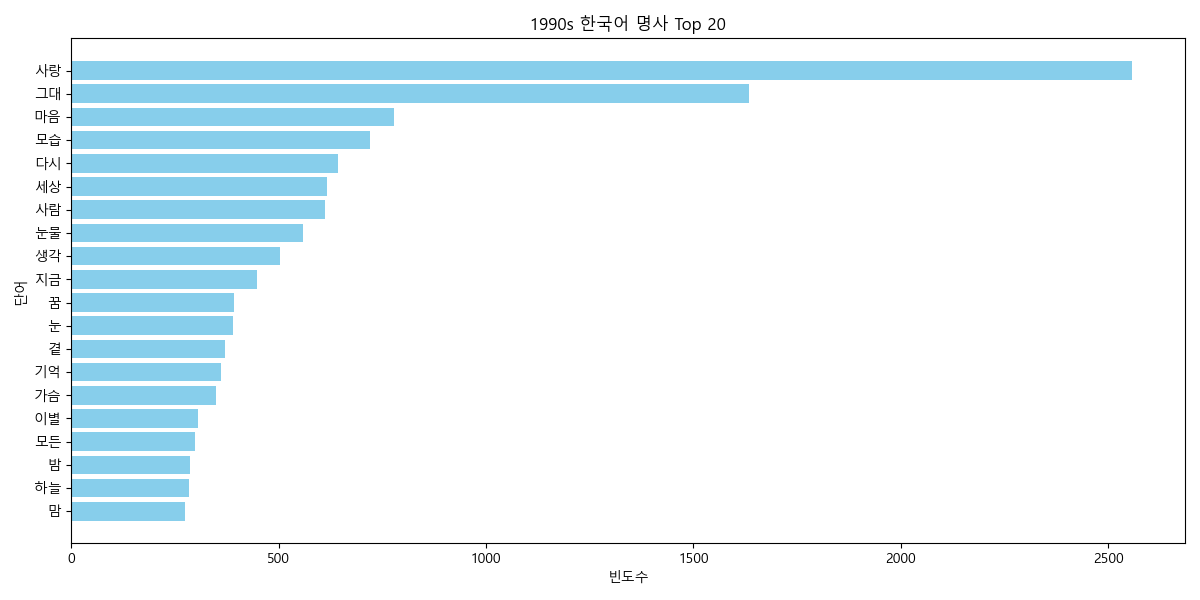 1990s 한국어 명사 Top 20
사랑
그대
마음
모습
다시
세상
사람
눈물
생각
지금
꿈
눈
곁
기억
가슴
이별
모든
밤
하늘
맘
단어
0 500 1000 1500 2000 2500
빈도수